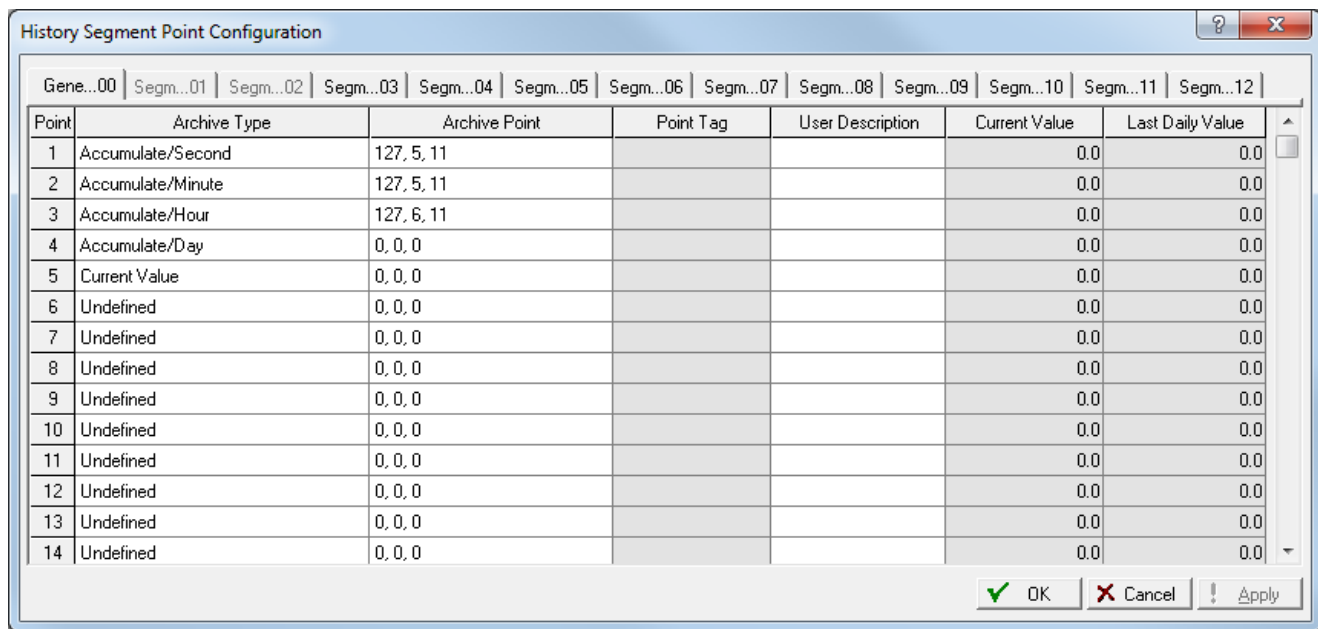 History Segment Point Configuration
?
X
Gene...00 Segm...01 Segm...02 Segm...03 Segm...04 Segm...05 Segm...06 Segm...07 Segm...08 Segm...09 Segm...10 Segm...11 Segm...12
Point Archive Type Archive Point Point Tag User Description Current Value Last Daily Value
1 Accumulate/Second 127, 5, 11 0.0 0.0
2 Accumulate/Minute 127, 5, 11 0.0 0.0
3 Accumulate/Hour 127, 6, 11 0.0 0.0
4 Accumulate/Day 0, 0, 0 0.0 0.0
5 Current Value 0, 0, 0 0.0 0.0
6 Undefined 0, 0, 0 0.0 0.0
7 Undefined 0, 0, 0 0.0 0.0
8 Undefined 0, 0, 0 0.0 0.0
9 Undefined 0, 0, 0 0.0 0.0
10 Undefined 0, 0, 0 0.0 0.0
11 Undefined 0, 0, 0 0.0 0.0
12 Undefined 0, 0, 0 0.0 0.0
13 Undefined 0, 0, 0 0.0 0.0
14 Undefined 0, 0, 0 0.0 0.0
OK Cancel ! Apply